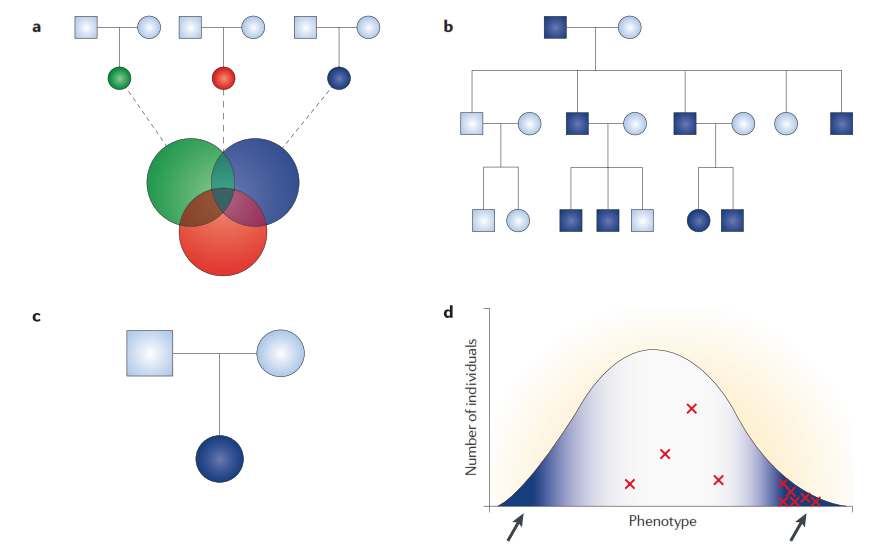 a
b
c
d
Number of individuals
Phenotype